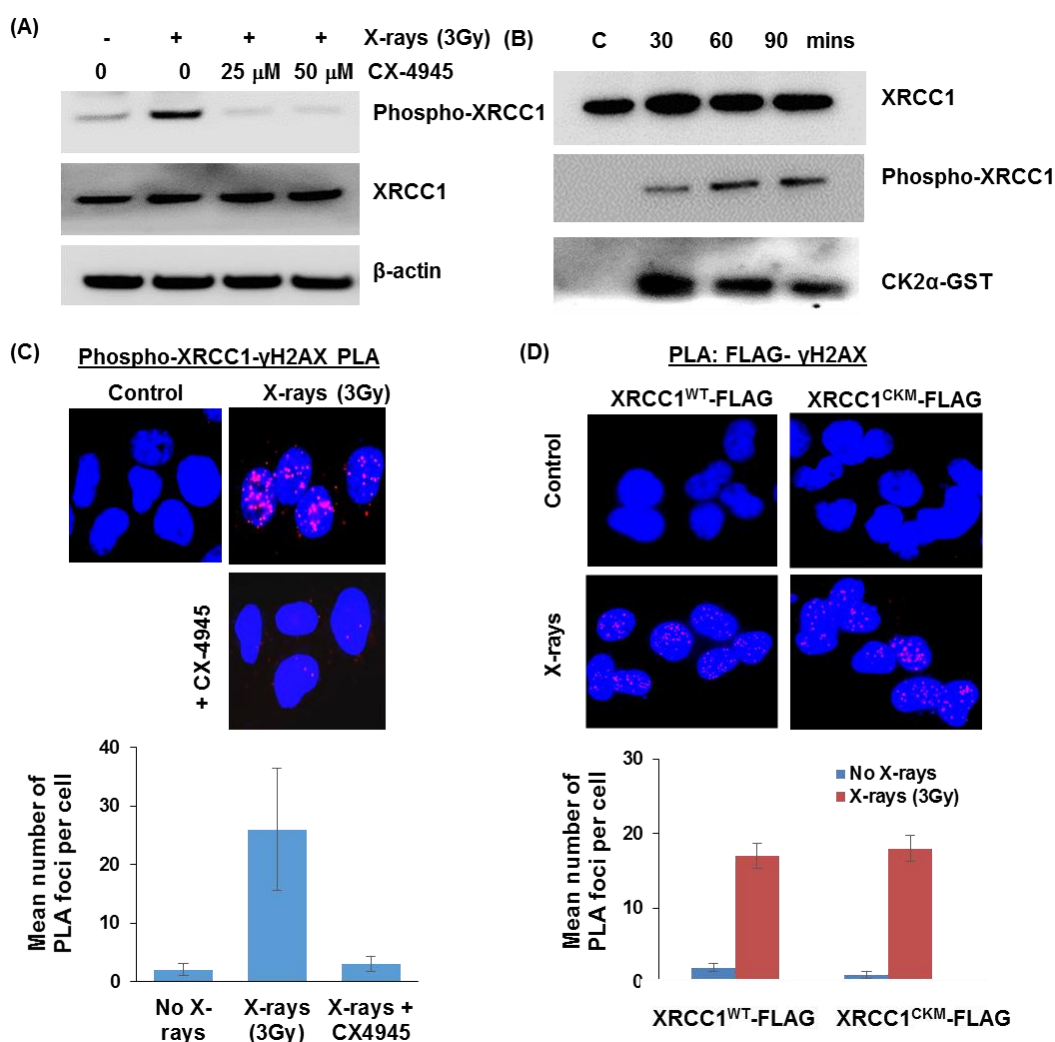 (A)
- + + + X-rays (3Gy)
0 0 25 µM 50 µM CX-4945
Phospho-XRCC1
XRCC1
β-actin
(B)
C 30 60 90 mins
XRCC1
Phospho-XRCC1
CK2α-GST
(C)
Phospho-XRCC1-γH2AX PLA
Control X-rays (3Gy)
+ CX-4945
Mean number of
PLA foci per cell
40
30
20
10
0
No X-
rays
X-rays
(3Gy)
X-rays +
CX4945
(D)
PLA: FLAG- γH2AX
XRCC1ᵂᵀ-FLAG XRCC1ᶜᴷᴹ-FLAG
Control
X-rays
Mean number of
PLA foci per cell
30
20
10
0
No X-rays
X-rays (3Gy)
XRCC1ᵂᵀ-FLAG XRCC1ᶜᴷᴹ-FLAG